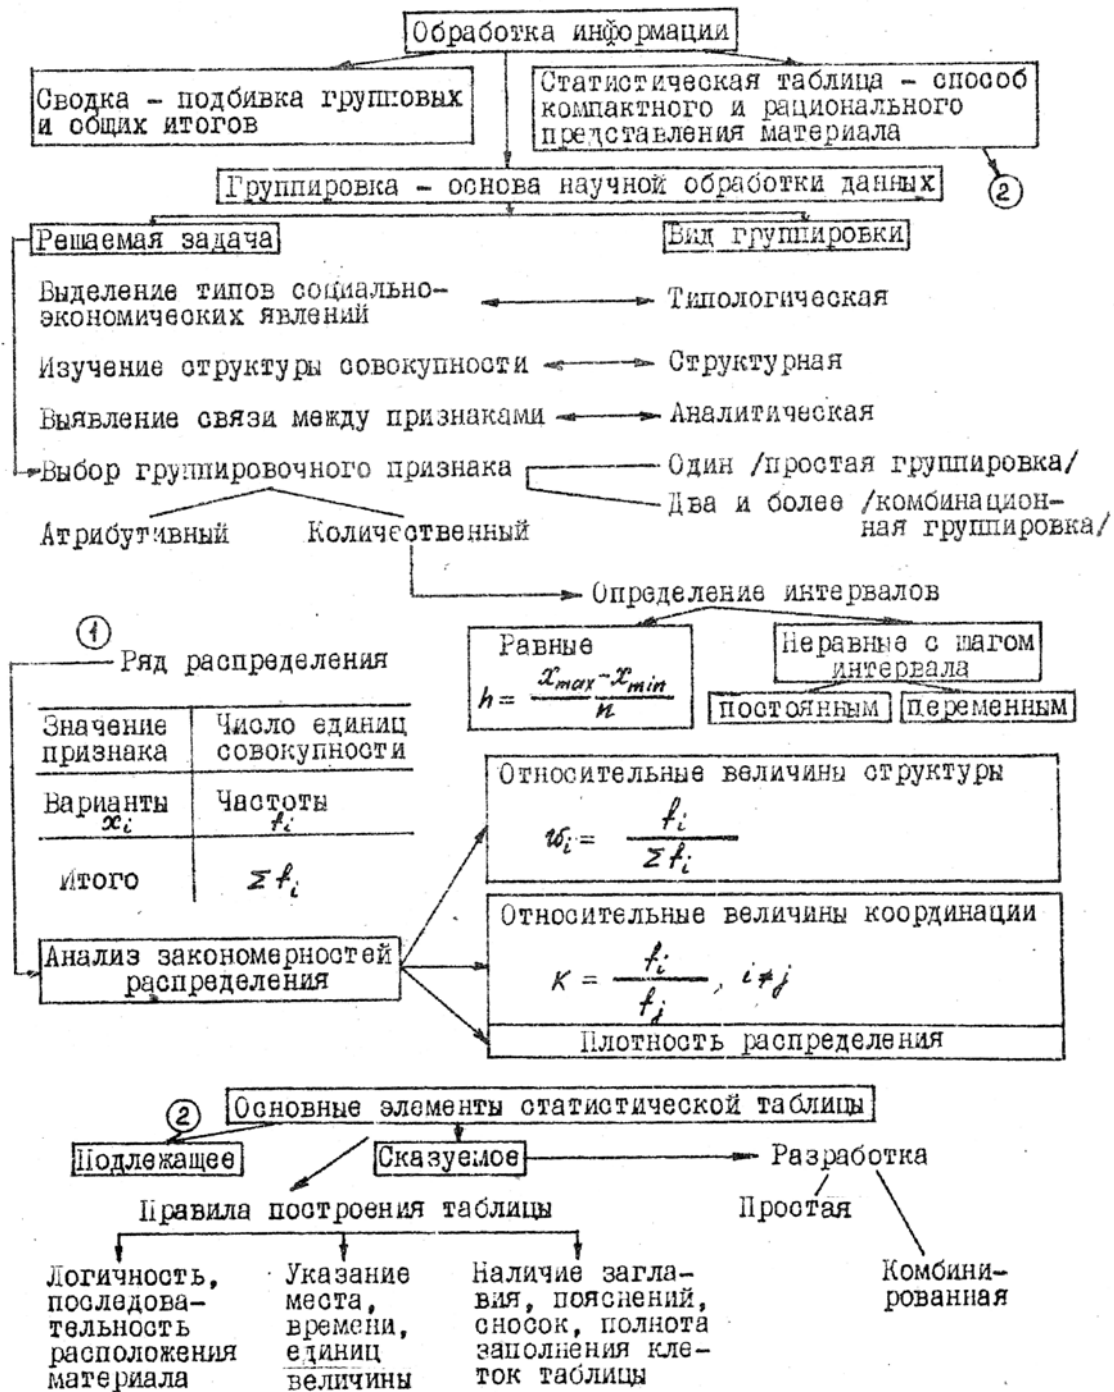 Обработка информации
Сводка - подбивка групповых
и общих итогов
Статистическая таблица - способ
компактного и рационального
представления материала
Группировка - основа научной обработки данных
2
Решаемая задача
Вид группировки
Выделение типов социально-
экономических явлений
Типологическая
Изучение структуры совокупности
Структурная
Выявление связи между признаками
Аналитическая
Выбор группировочного признака
Один /простая группировка/
Два и более /комбинацион-
ная группировка/
Атрибутивный
Количественный
Определение интервалов
1
Ряд распределения
Равные
h = (x_max - x_min) / n
Неравные с шагом
интервала
постоянным
переменным
Значение
признака
Число единиц
совокупности
Варианты
x_i
Частоты
f_i
Итого
Σ f_i
Относительные величины структуры
w_i = f_i / Σ f_i
Относительные величины координации
K = f_i / f_j , i ≠ j
Плотность распределения
Анализ закономерностей
распределения
2
Основные элементы статистической таблицы
Подлежащее
Сказуемое
Разработка
Правила построения таблицы
Простая
Комбини-
рованная
Логичность,
последова-
тельность
расположения
материала
Указание
места,
времени,
единиц
величины
Наличие загла-
вия, пояснений,
сносок, полнота
заполнения кле-
ток таблицы